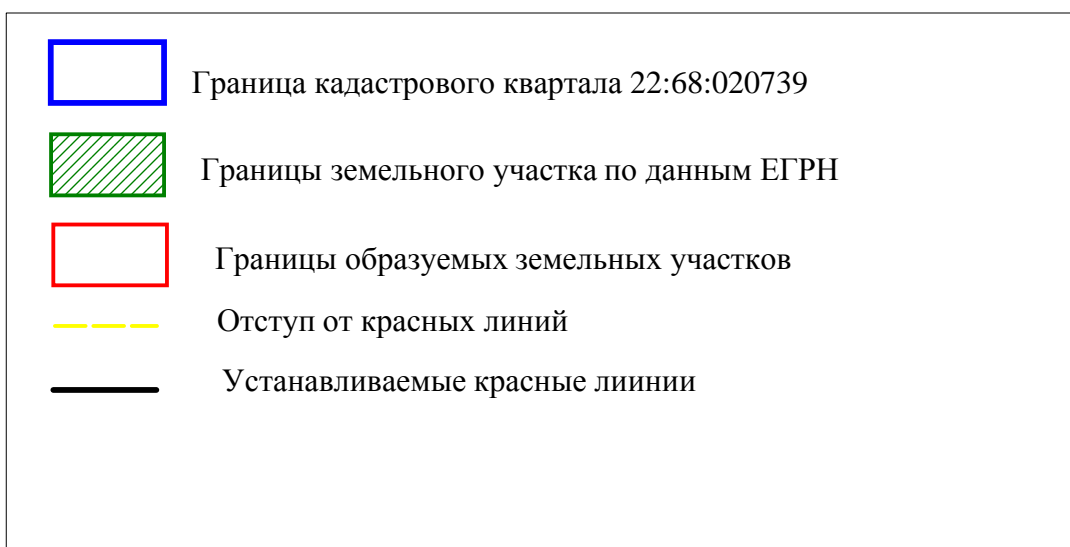 Граница кадастрового квартала 22:68:020739
Границы земельного участка по данным ЕГРН
Границы образуемых земельных участков
Отступ от красных линий
Устанавливаемые красные лиинии